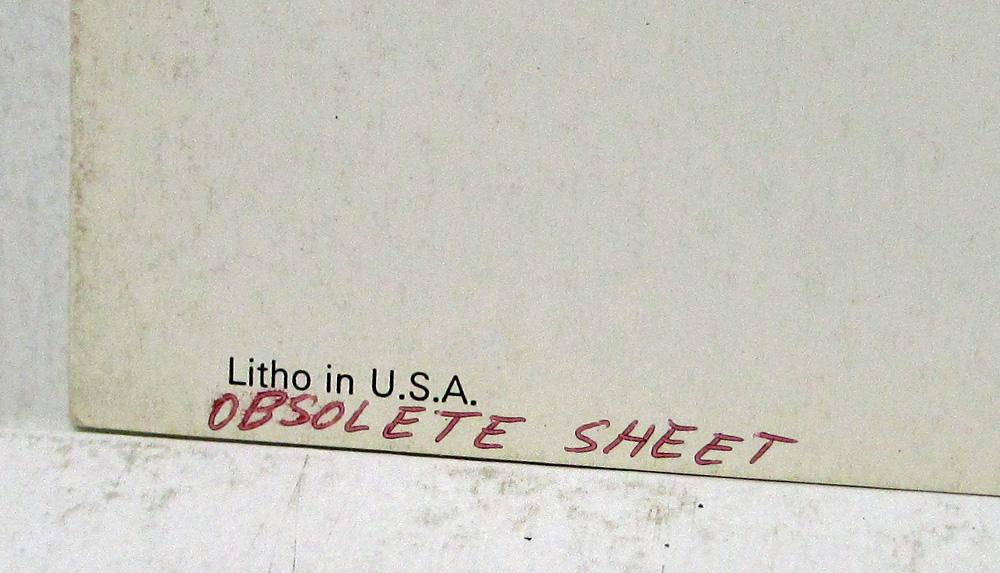 Litho in U.S.A.
OBSOLETE SHEET